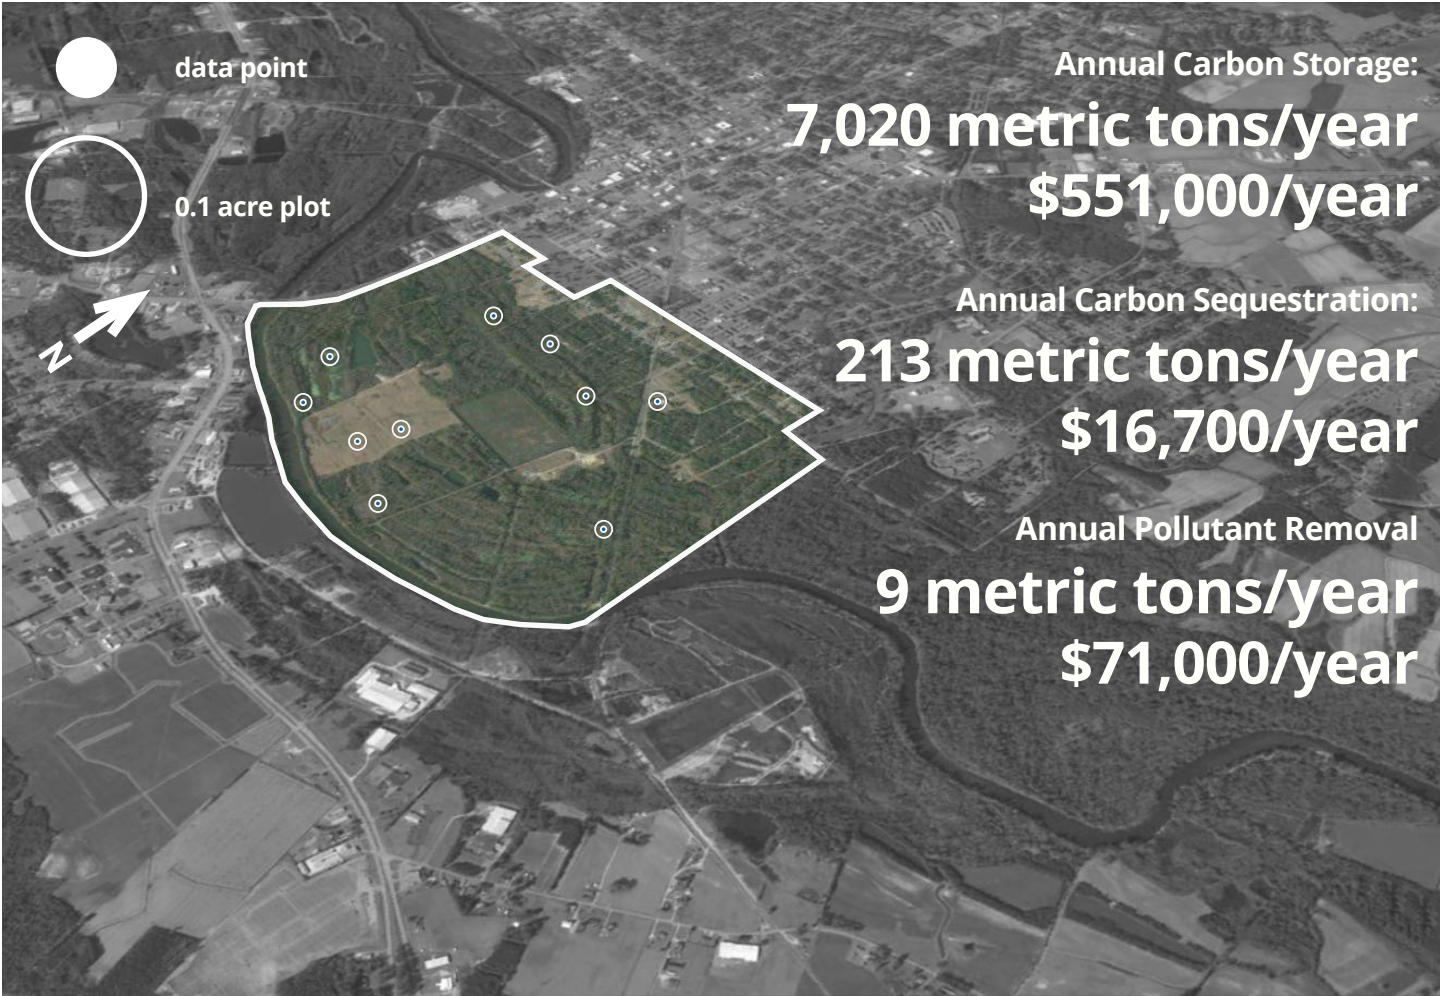 data point
0.1 acre plot
N
Annual Carbon Storage:
7,020 metric tons/year
$551,000/year
Annual Carbon Sequestration:
213 metric tons/year
$16,700/year
Annual Pollutant Removal
9 metric tons/year
$71,000/year